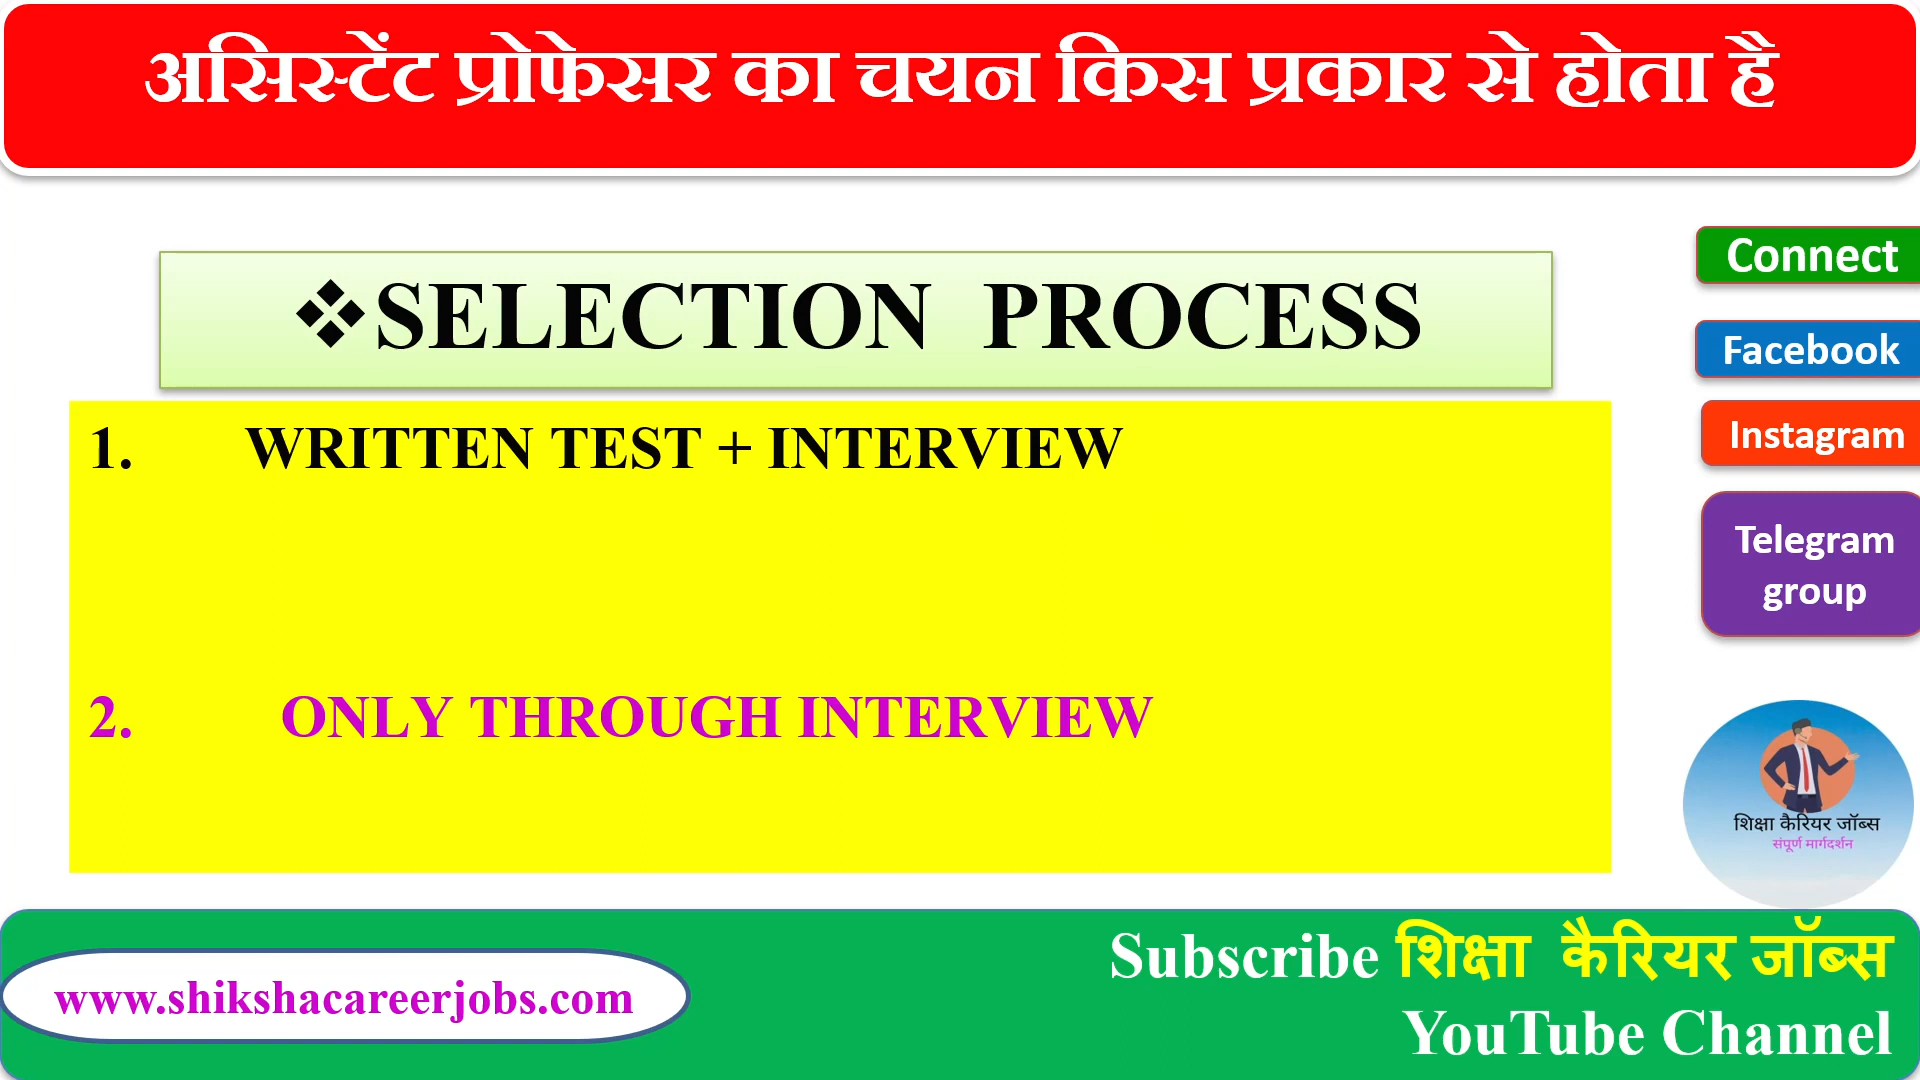 असिस्टेंट प्रोफेसर का चयन किस प्रकार से होता है
❖SELECTION PROCESS
1. WRITTEN TEST + INTERVIEW
2. ONLY THROUGH INTERVIEW
Connect
Facebook
Instagram
Telegram
group
शिक्षा कैरियर जॉब्स
संपूर्ण मार्गदर्शन
www.shikshacareerjobs.com
Subscribe शिक्षा कैरियर जॉब्स
YouTube Channel